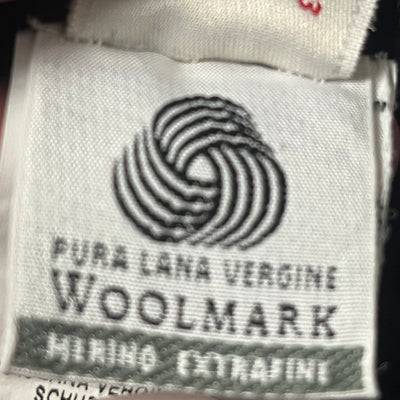 PURA LANA VERGINE
WOOLMARK
MERINO EXTRAFINE